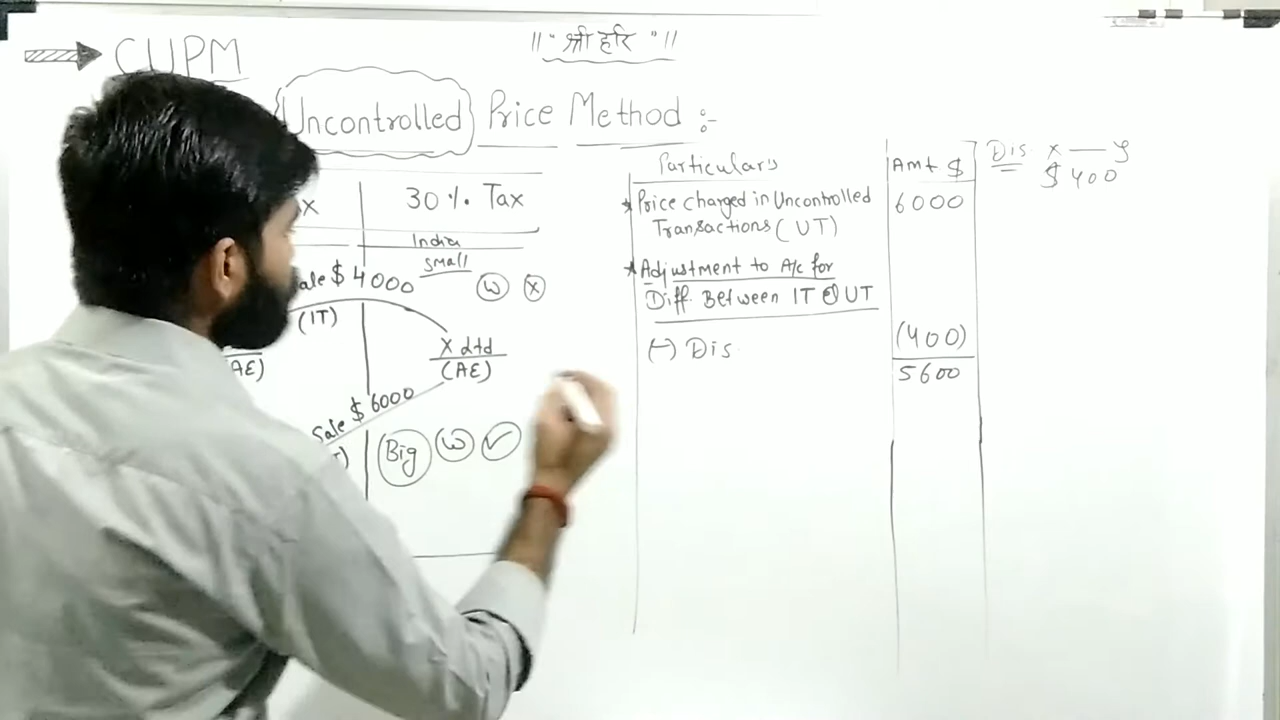 CUPM
॥ " श्री हरि " ॥
Uncontrolled Price Method :-
x 30 % Tax
India
Sale $ 4000 small w x
(IT)
X Ltd
(AE)
AE)
Sale $ 6000
Big w ✓
Particulars Amt $
* Price charged in Uncontrolled 6000
Transactions (UT)
* Adjustment to A/c for
Diff. Between IT & UT
(-) Dis (400)
5600
Dis X — Y
$ 400